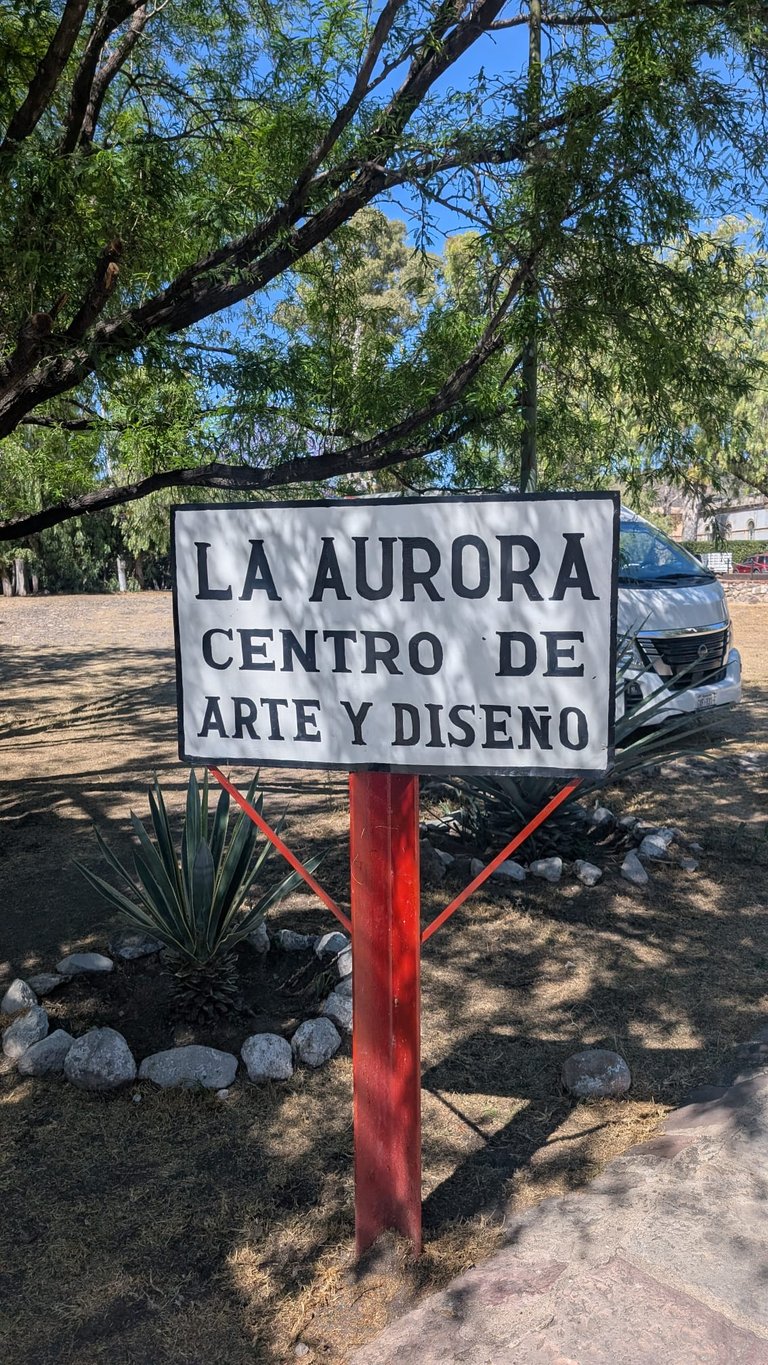 LA AURORA
CENTRO DE
ARTE Y DISEÑO